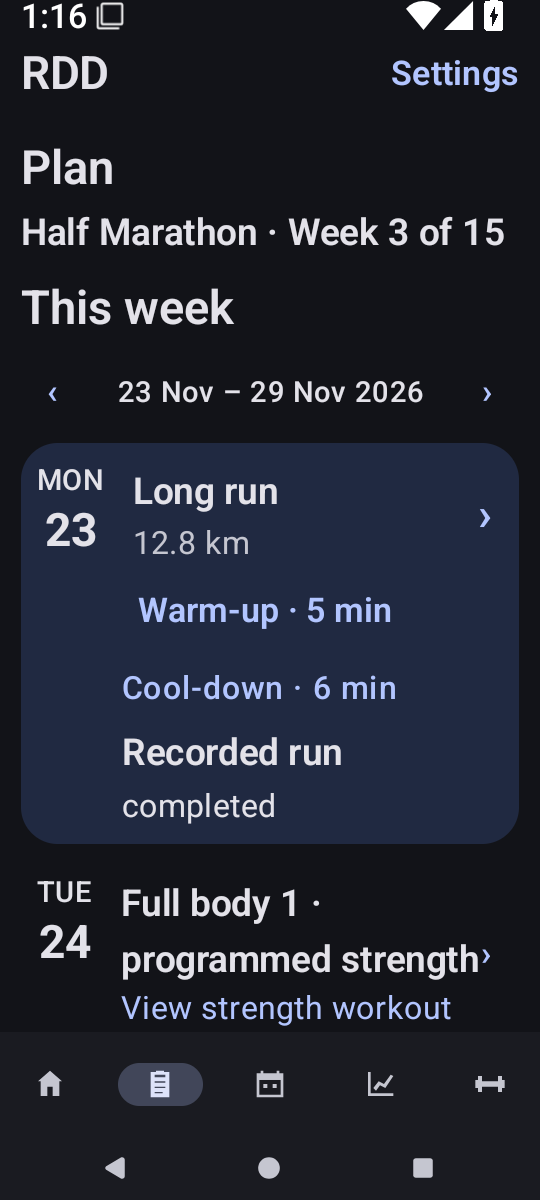 1:16
RDD
Settings
Plan
Half Marathon · Week 3 of 15
This week
‹ 23 Nov – 29 Nov 2026 ›
MON
23
Long run
12.8 km
›
Warm-up · 5 min
Cool-down · 6 min
Recorded run
completed
TUE
24
Full body 1 ·
programmed strength ›
View strength workout